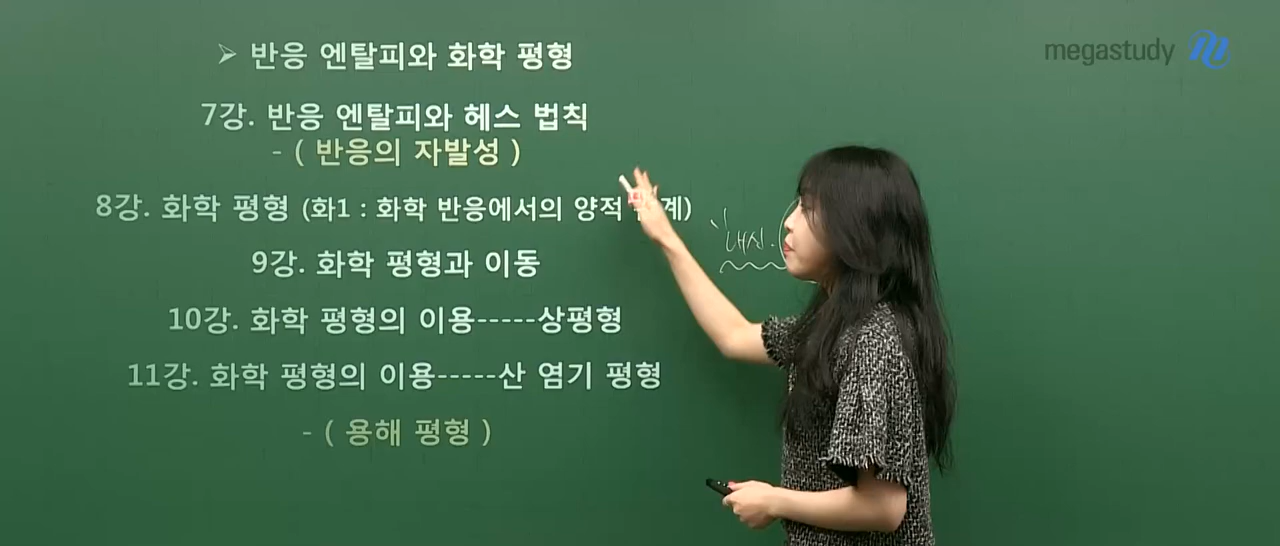 ➢ 반응 엔탈피와 화학 평형
megastudy
7강. 반응 엔탈피와 헤스 법칙
- ( 반응의 자발성 )
8강. 화학 평형 (화1 : 화학 반응에서의 양적 계)
내신.
9강. 화학 평형과 이동
10강. 화학 평형의 이용-----상평형
11강. 화학 평형의 이용-----산 염기 평형
- ( 용해 평형 )